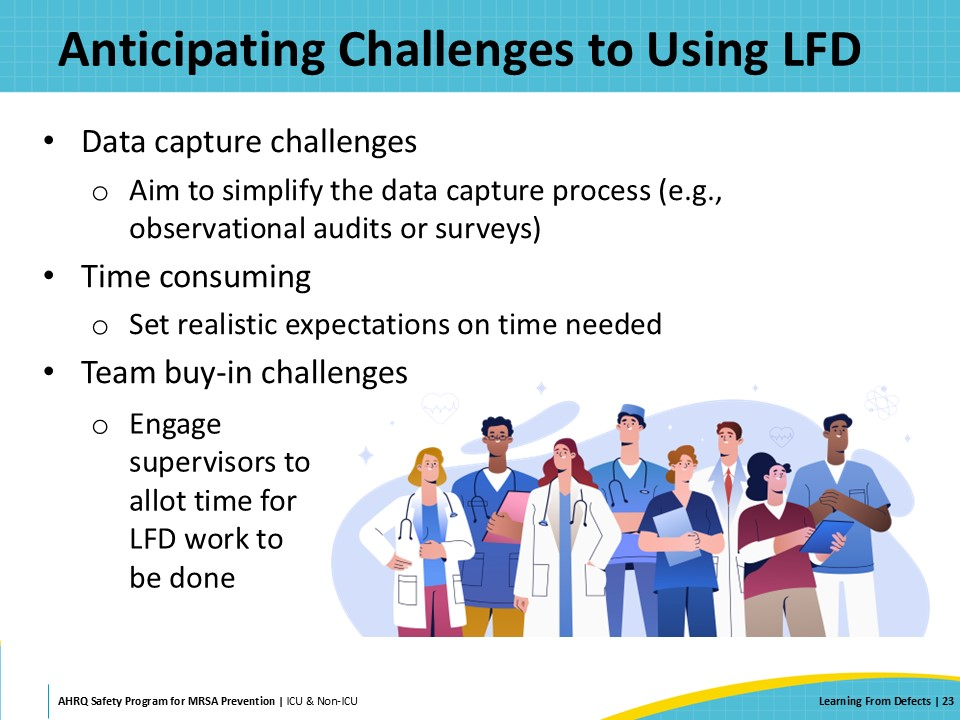 Anticipating Challenges to Using LFD
• Data capture challenges
o Aim to simplify the data capture process (e.g.,
observational audits or surveys)
• Time consuming
o Set realistic expectations on time needed
• Team buy-in challenges
o Engage
supervisors to
allot time for
LFD work to
be done
AHRQ Safety Program for MRSA Prevention | ICU & Non-ICU
Learning From Defects | 23